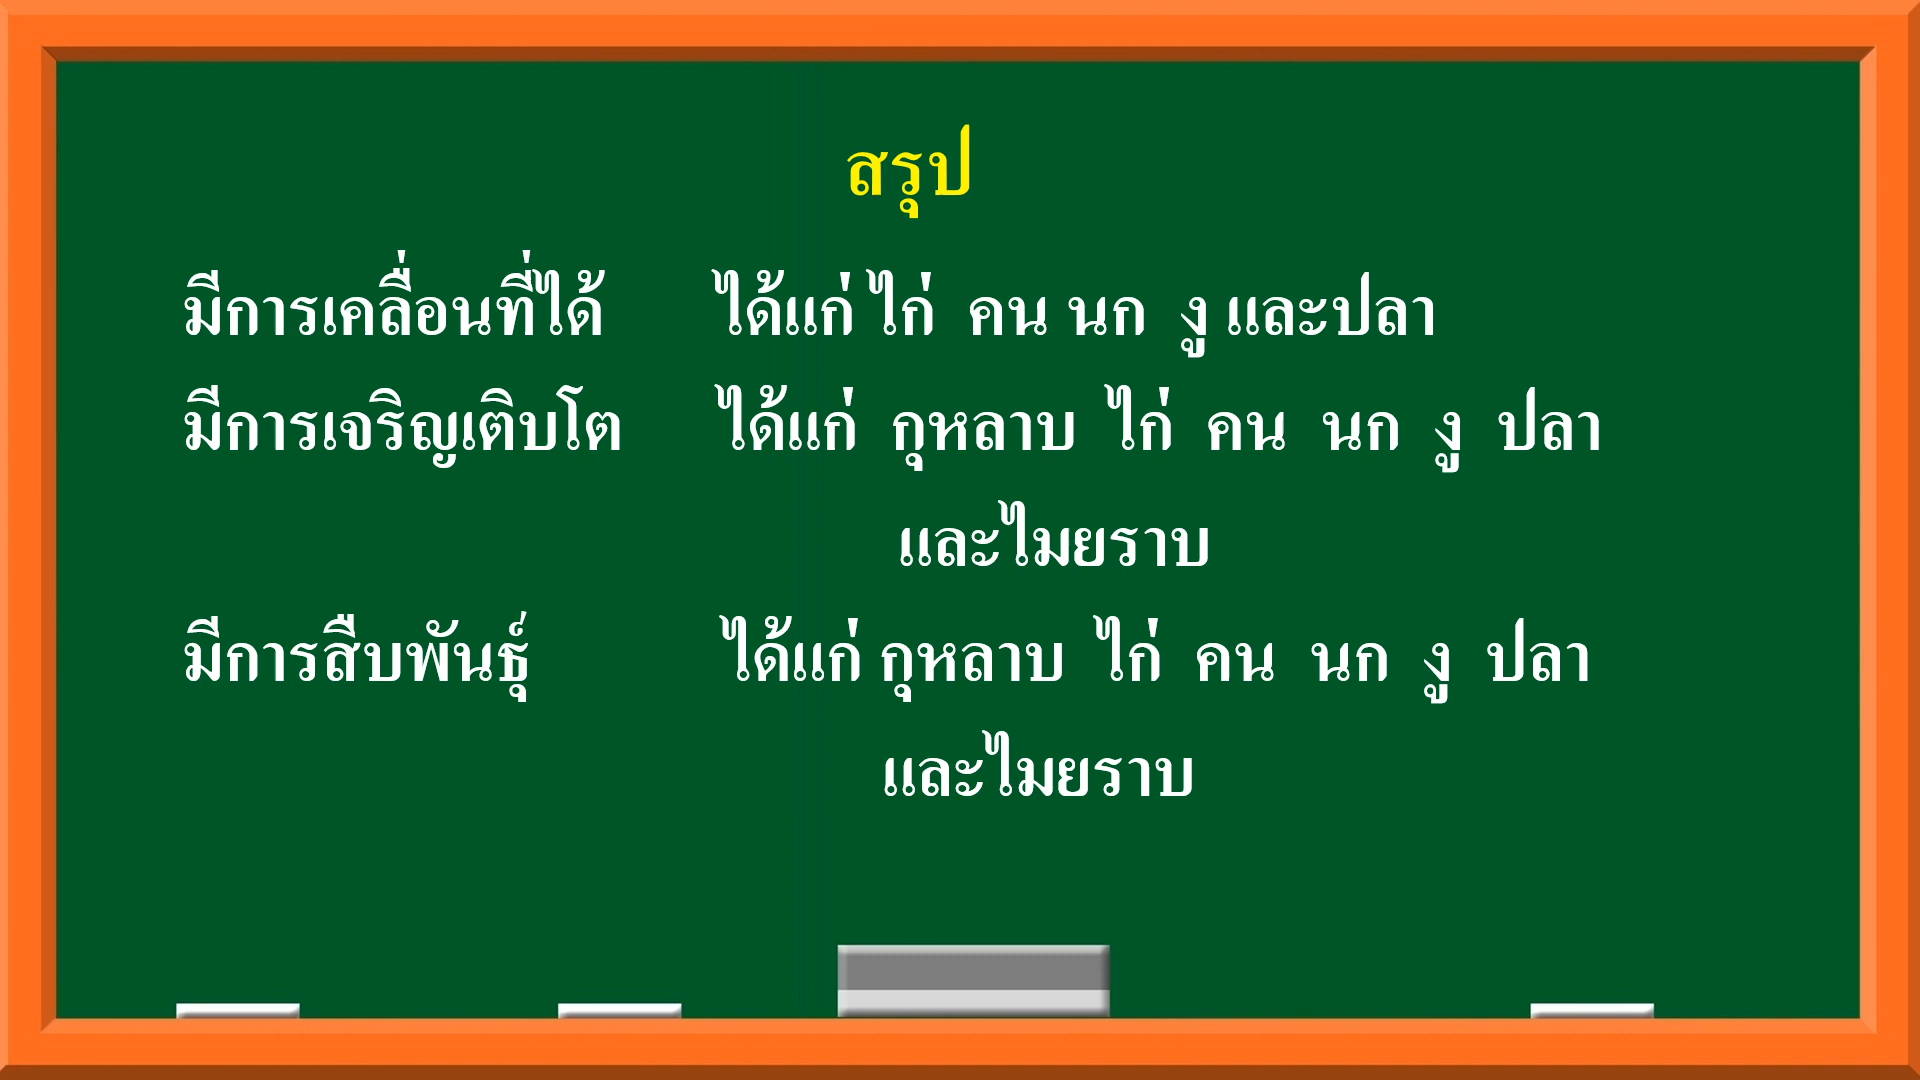 สรุป
มีการเคลื่อนที่ได้ ได้แก่ ไก่ คน นก งู และปลา
มีการเจริญเติบโต ได้แก่ กุหลาบ ไก่ คน นก งู ปลา
และไมยราบ
มีการสืบพันธุ์ ได้แก่ กุหลาบ ไก่ คน นก งู ปลา
และไมยราบ